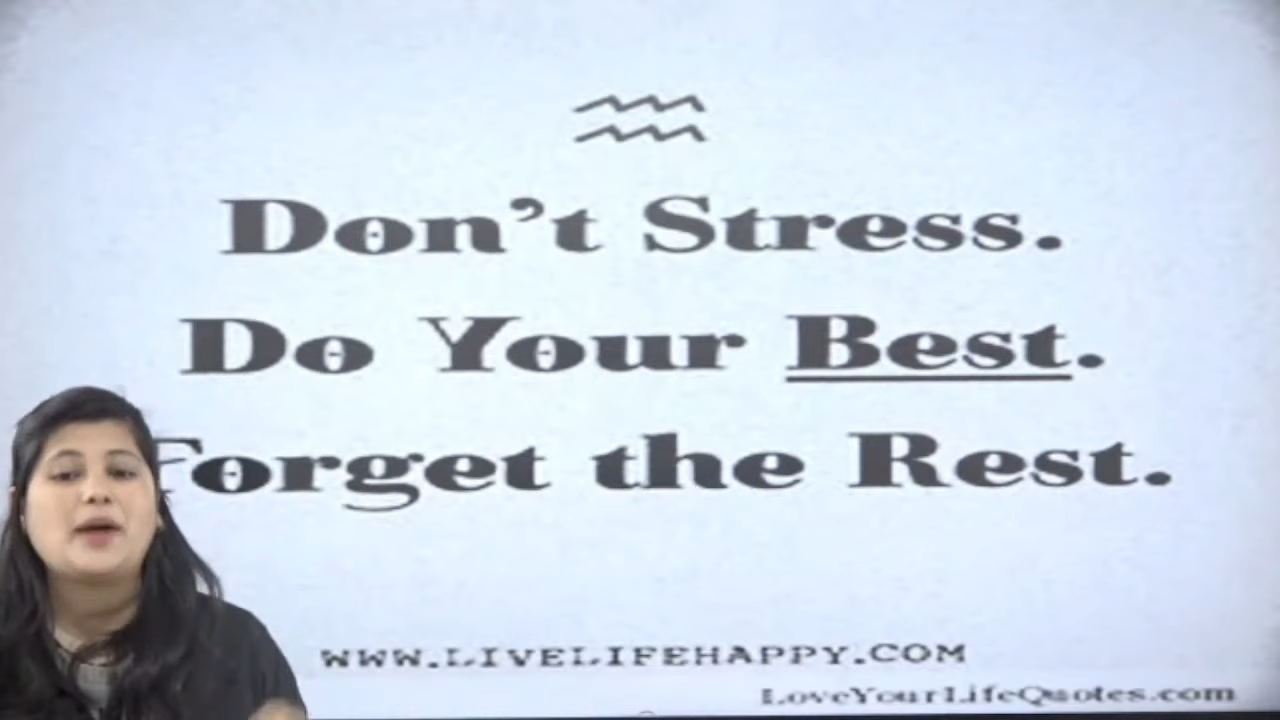 Don't Stress.
Do Your Best.
Forget the Rest.
WWW.LIVELIFEHAPPY.COM
LoveYourLifeQuotes.com